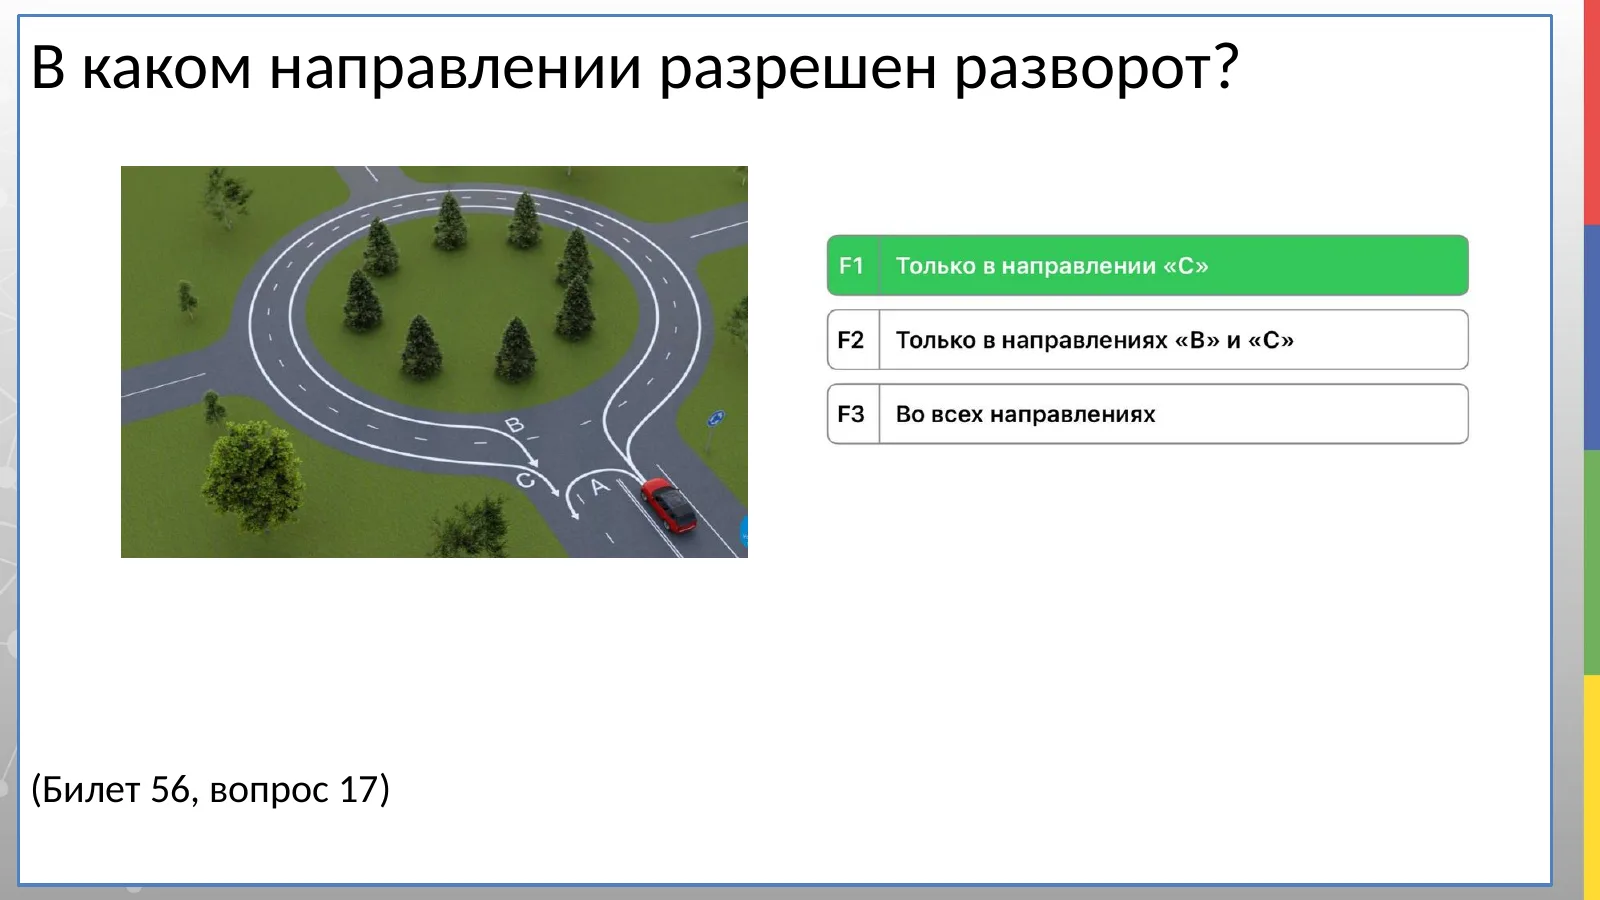 В каком направлении разрешен разворот?
B
C
A
F1 Только в направлении «С»
F2 Только в направлениях «В» и «С»
F3 Во всех направлениях
(Билет 56, вопрос 17)